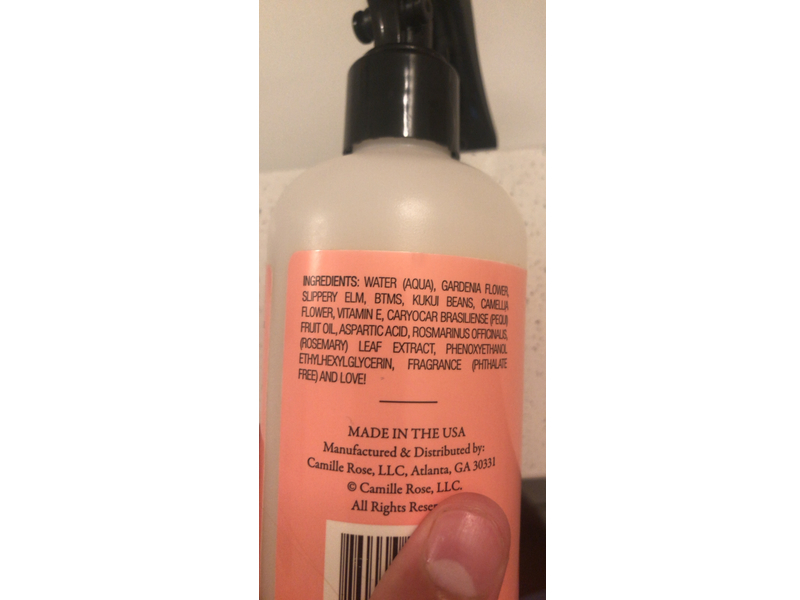 INGREDIENTS: WATER (AQUA), GARDENIA FLOWER,
SLIPPERY ELM, BTMS, KUKUI BEANS, CAMELLIA
FLOWER, VITAMIN E, CARYOCAR BRASILIENSE (PEQUI)
FRUIT OIL, ASPARTIC ACID, ROSMARINUS OFFICINALIS,
(ROSEMARY) LEAF EXTRACT, PHENOXYETHANOL
ETHYLHEXYLGLYCERIN, FRAGRANCE (PHTHALATE
FREE) AND LOVE!
MADE IN THE USA
Manufactured & Distributed by:
Camille Rose, LLC, Atlanta, GA 30331
© Camille Rose, LLC.
All Rights